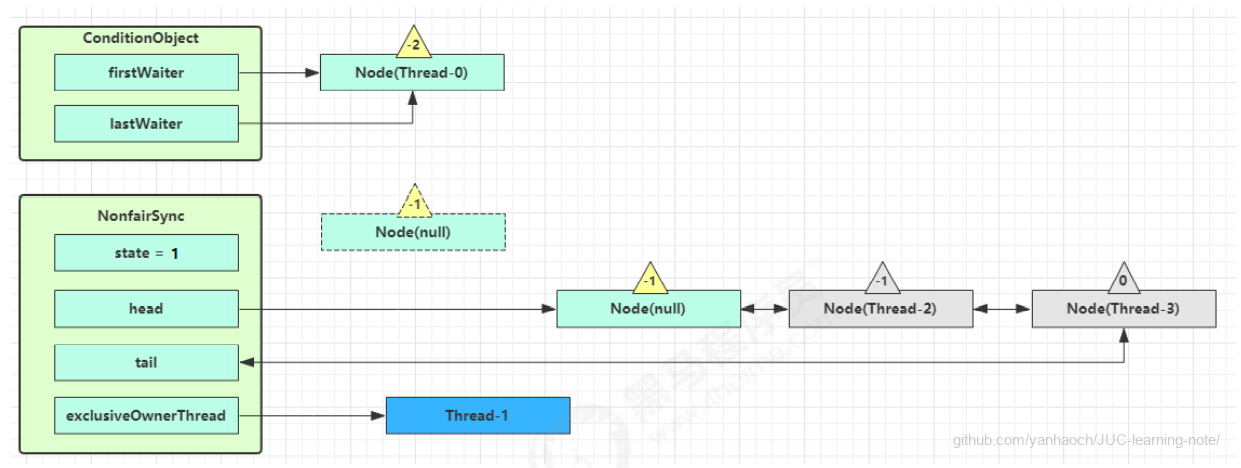 ConditionObject
firstWaiter
lastWaiter
-2
Node(Thread-0)
NonfairSync
state = 1
head
tail
exclusiveOwnerThread
-1
Node(null)
-1
Node(null)
-1
Node(Thread-2)
0
Node(Thread-3)
Thread-1
黑马程序员
www.itheima.com
github.com/yanhaoch/JUC-learning-note/